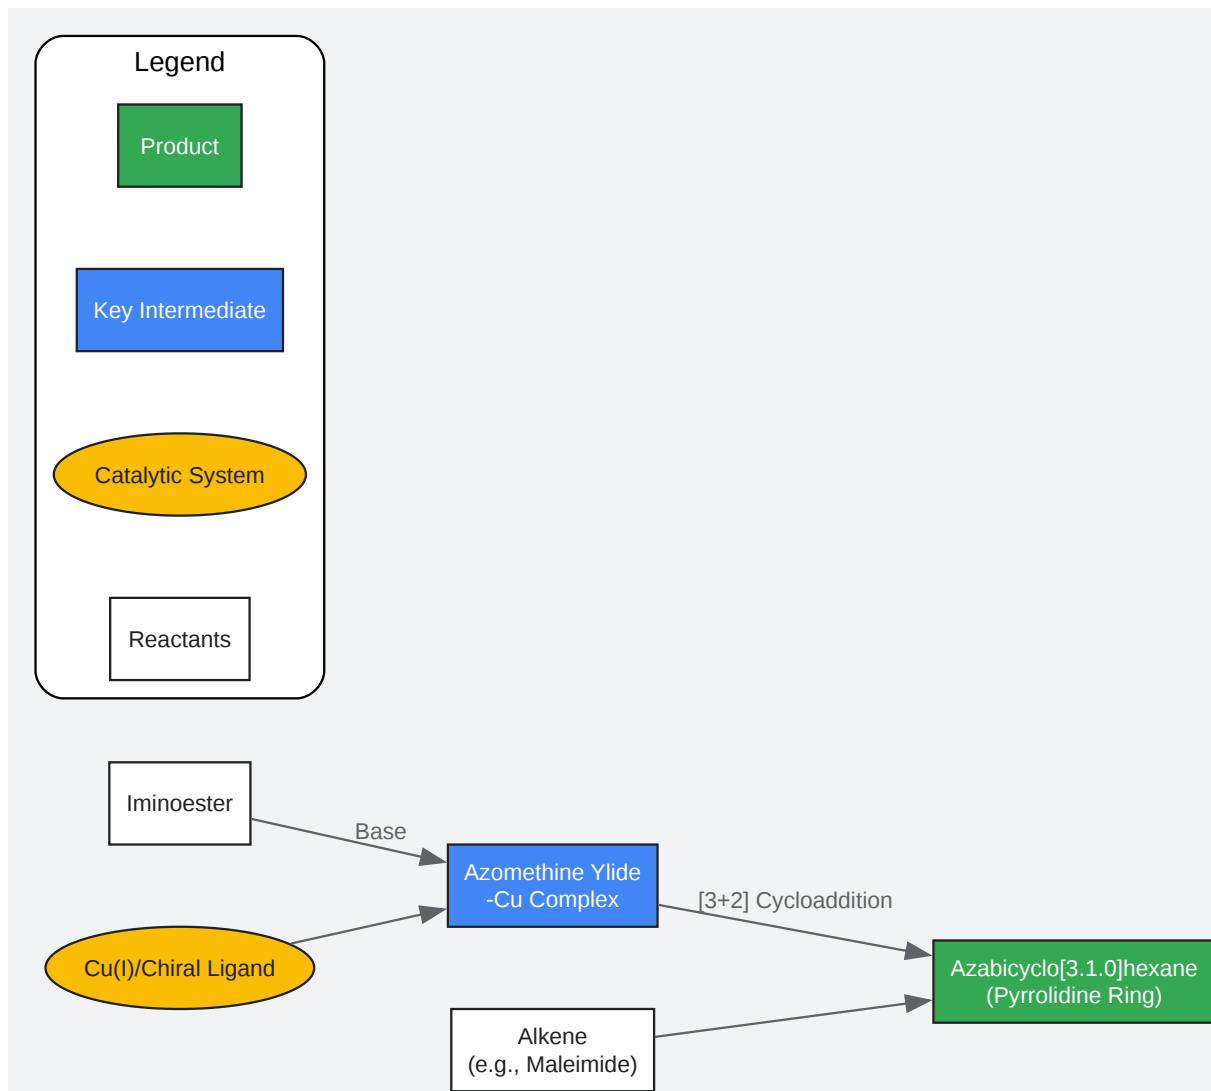 Legend
Product
Key Intermediate
Catalytic System
Reactants
Iminoester
Base
Azomethine Ylide
-Cu Complex
[3+2] Cycloaddition
Cu(I)/Chiral Ligand
Azabicyclo[3.1.0]hexane
(Pyrrolidine Ring)
Alkene
(e.g., Maleimide)